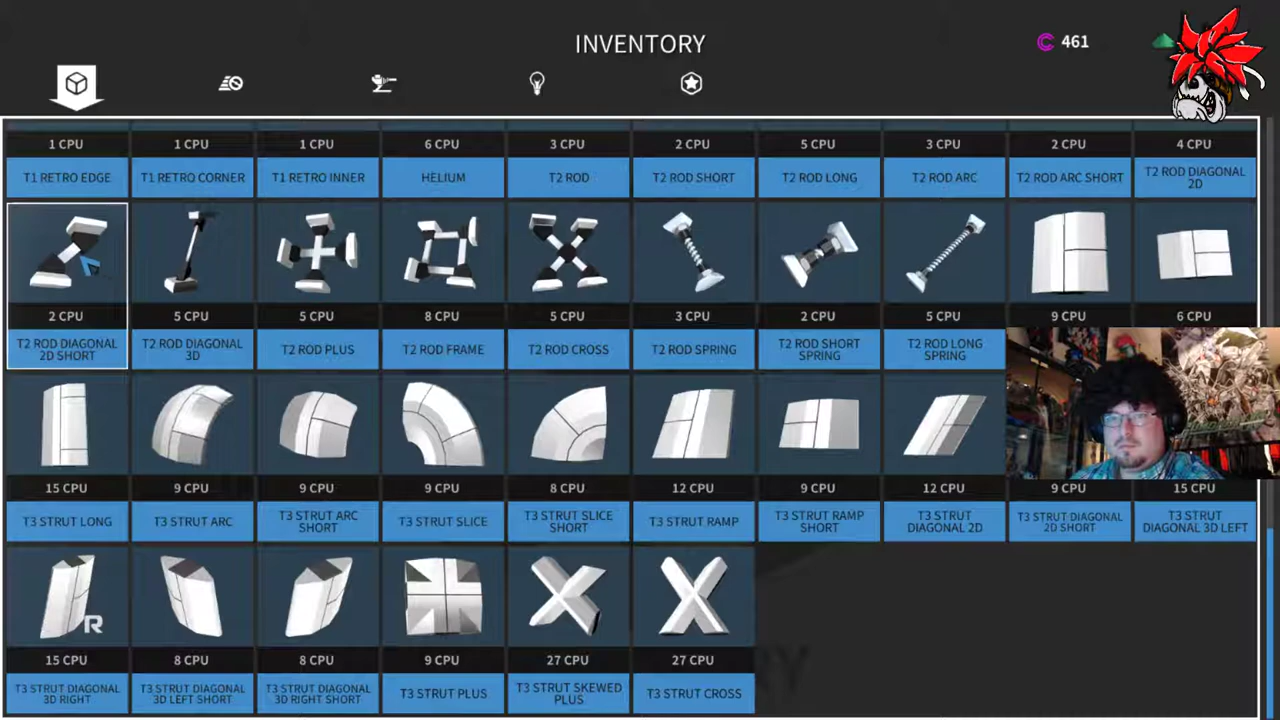 INVENTORY
461
1 CPU 1 CPU 1 CPU 6 CPU 3 CPU 2 CPU 5 CPU 3 CPU 2 CPU 4 CPU
T1 RETRO EDGE T1 RETRO CORNER T1 RETRO INNER HELIUM T2 ROD T2 ROD SHORT T2 ROD LONG T2 ROD ARC T2 ROD ARC SHORT T2 ROD DIAGONAL
2D
2 CPU 5 CPU 5 CPU 8 CPU 5 CPU 3 CPU 2 CPU 5 CPU 9 CPU 6 CPU
T2 ROD DIAGONAL T2 ROD DIAGONAL T2 ROD PLUS T2 ROD FRAME T2 ROD CROSS T2 ROD SPRING T2 ROD SHORT T2 ROD LONG
2D SHORT 3D SPRING SPRING
15 CPU 9 CPU 9 CPU 9 CPU 8 CPU 12 CPU 9 CPU 12 CPU 9 CPU 15 CPU
T3 STRUT LONG T3 STRUT ARC T3 STRUT ARC T3 STRUT SLICE T3 STRUT SLICE T3 STRUT RAMP T3 STRUT RAMP T3 STRUT T3 STRUT DIAGONAL T3 STRUT
SHORT SHORT SHORT DIAGONAL 2D 2D SHORT DIAGONAL 3D LEFT
R
15 CPU 8 CPU 8 CPU 9 CPU 27 CPU 27 CPU
T3 STRUT DIAGONAL T3 STRUT DIAGONAL T3 STRUT DIAGONAL T3 STRUT PLUS T3 STRUT SKEWED T3 STRUT CROSS
3D RIGHT 3D LEFT SHORT 3D RIGHT SHORT PLUS